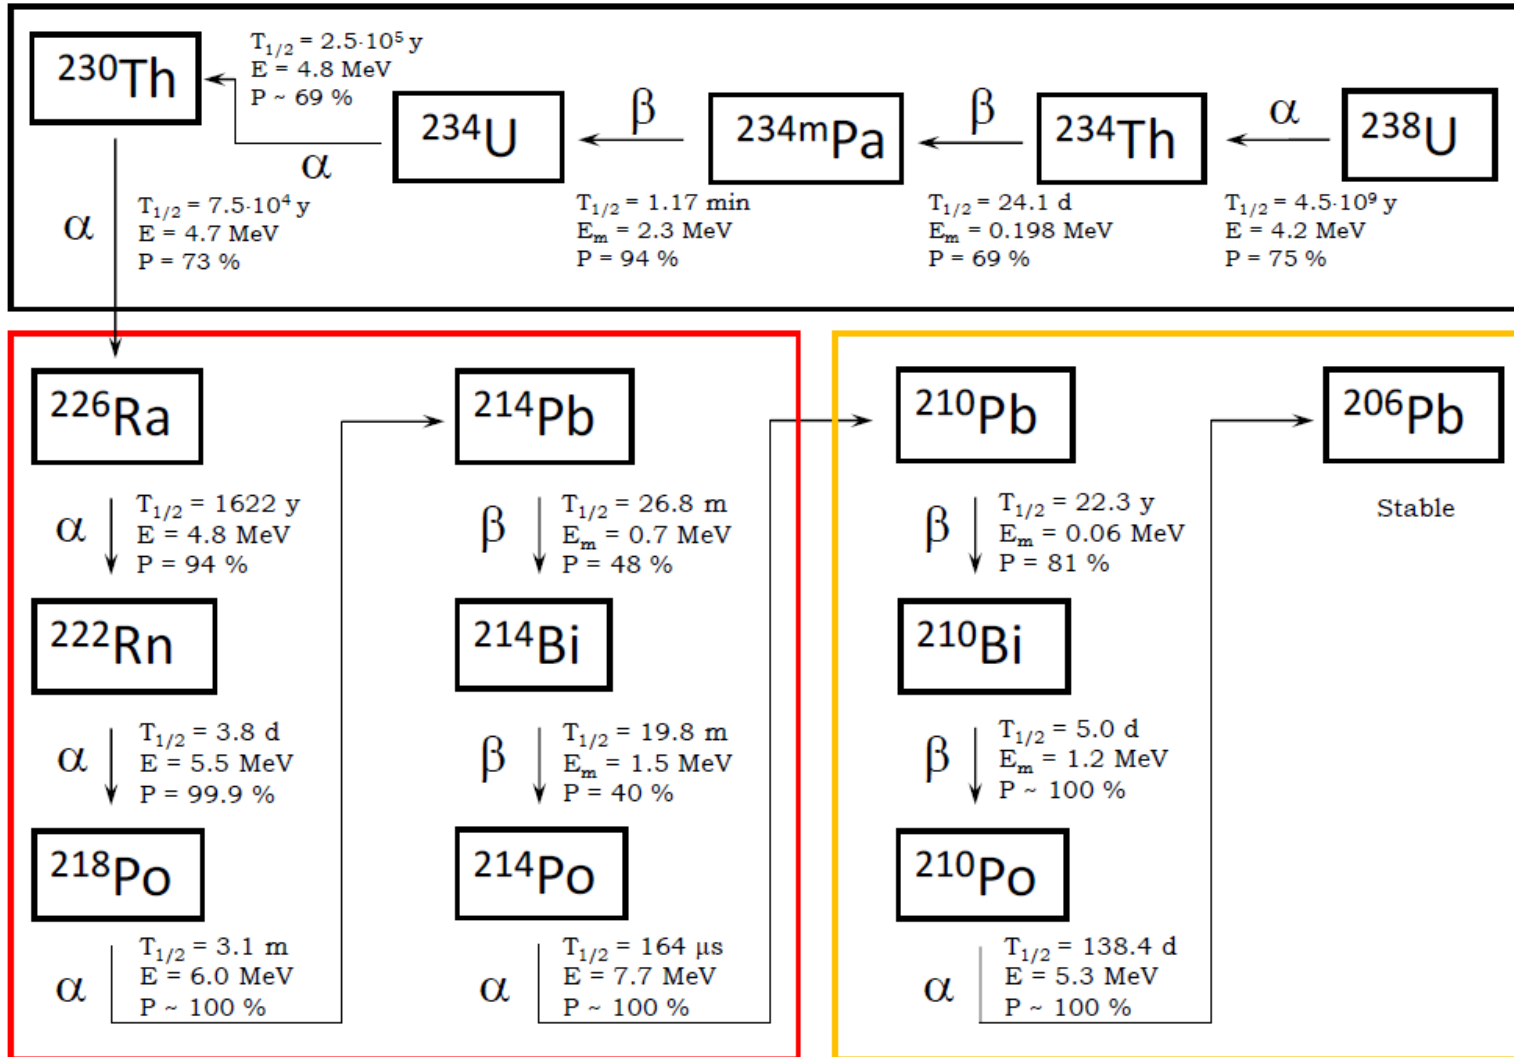 ²³⁸U
α
T₁/₂ = 4.5·10⁹ y
E = 4.2 MeV
P = 75 %
²³⁴Th
β
T₁/₂ = 24.1 d
Eₘ = 0.198 MeV
P = 69 %
²³⁴ᵐPa
β
T₁/₂ = 1.17 min
Eₘ = 2.3 MeV
P = 94 %
²³⁴U
α
T₁/₂ = 2.5·10⁵ y
E = 4.8 MeV
P ~ 69 %
²³⁰Th
α
T₁/₂ = 7.5·10⁴ y
E = 4.7 MeV
P = 73 %
²²⁶Ra
α
T₁/₂ = 1622 y
E = 4.8 MeV
P = 94 %
²²²Rn
α
T₁/₂ = 3.8 d
E = 5.5 MeV
P = 99.9 %
²¹⁸Po
α
T₁/₂ = 3.1 m
E = 6.0 MeV
P ~ 100 %
²¹⁴Pb
β
T₁/₂ = 26.8 m
Eₘ = 0.7 MeV
P = 48 %
²¹⁴Bi
β
T₁/₂ = 19.8 m
Eₘ = 1.5 MeV
P = 40 %
²¹⁴Po
α
T₁/₂ = 164 μs
E = 7.7 MeV
P ~ 100 %
²¹⁰Pb
β
T₁/₂ = 22.3 y
Eₘ = 0.06 MeV
P = 81 %
²¹⁰Bi
β
T₁/₂ = 5.0 d
Eₘ = 1.2 MeV
P ~ 100 %
²¹⁰Po
α
T₁/₂ = 138.4 d
E = 5.3 MeV
P ~ 100 %
²⁰⁶Pb
Stable